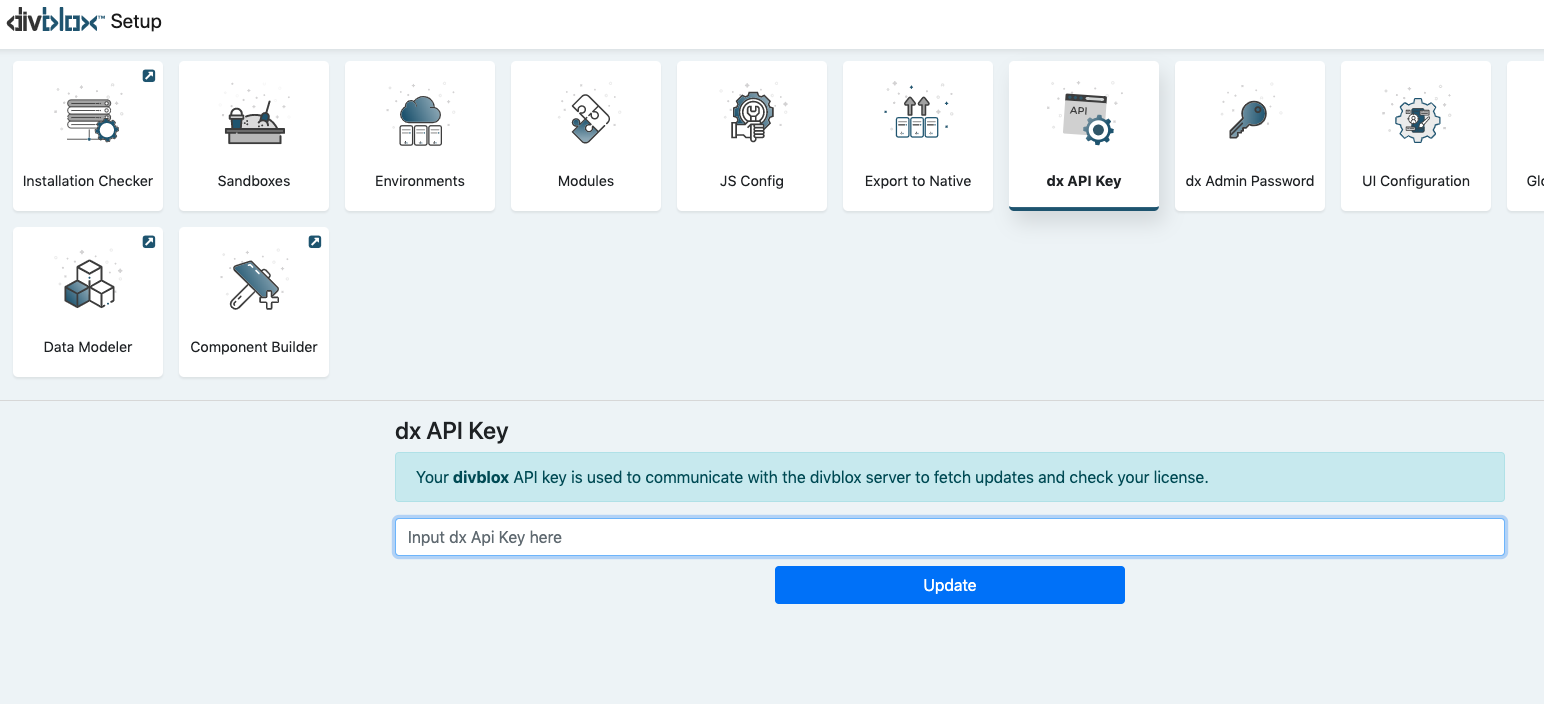 divblox™ Setup
Installation Checker
Sandboxes
Environments
Modules
JS Config
Export to Native
API
dx API Key
dx Admin Password
UI Configuration
Glo
Data Modeler
Component Builder
dx API Key
Your divblox API key is used to communicate with the divblox server to fetch updates and check your license.
Input dx Api Key here
Update